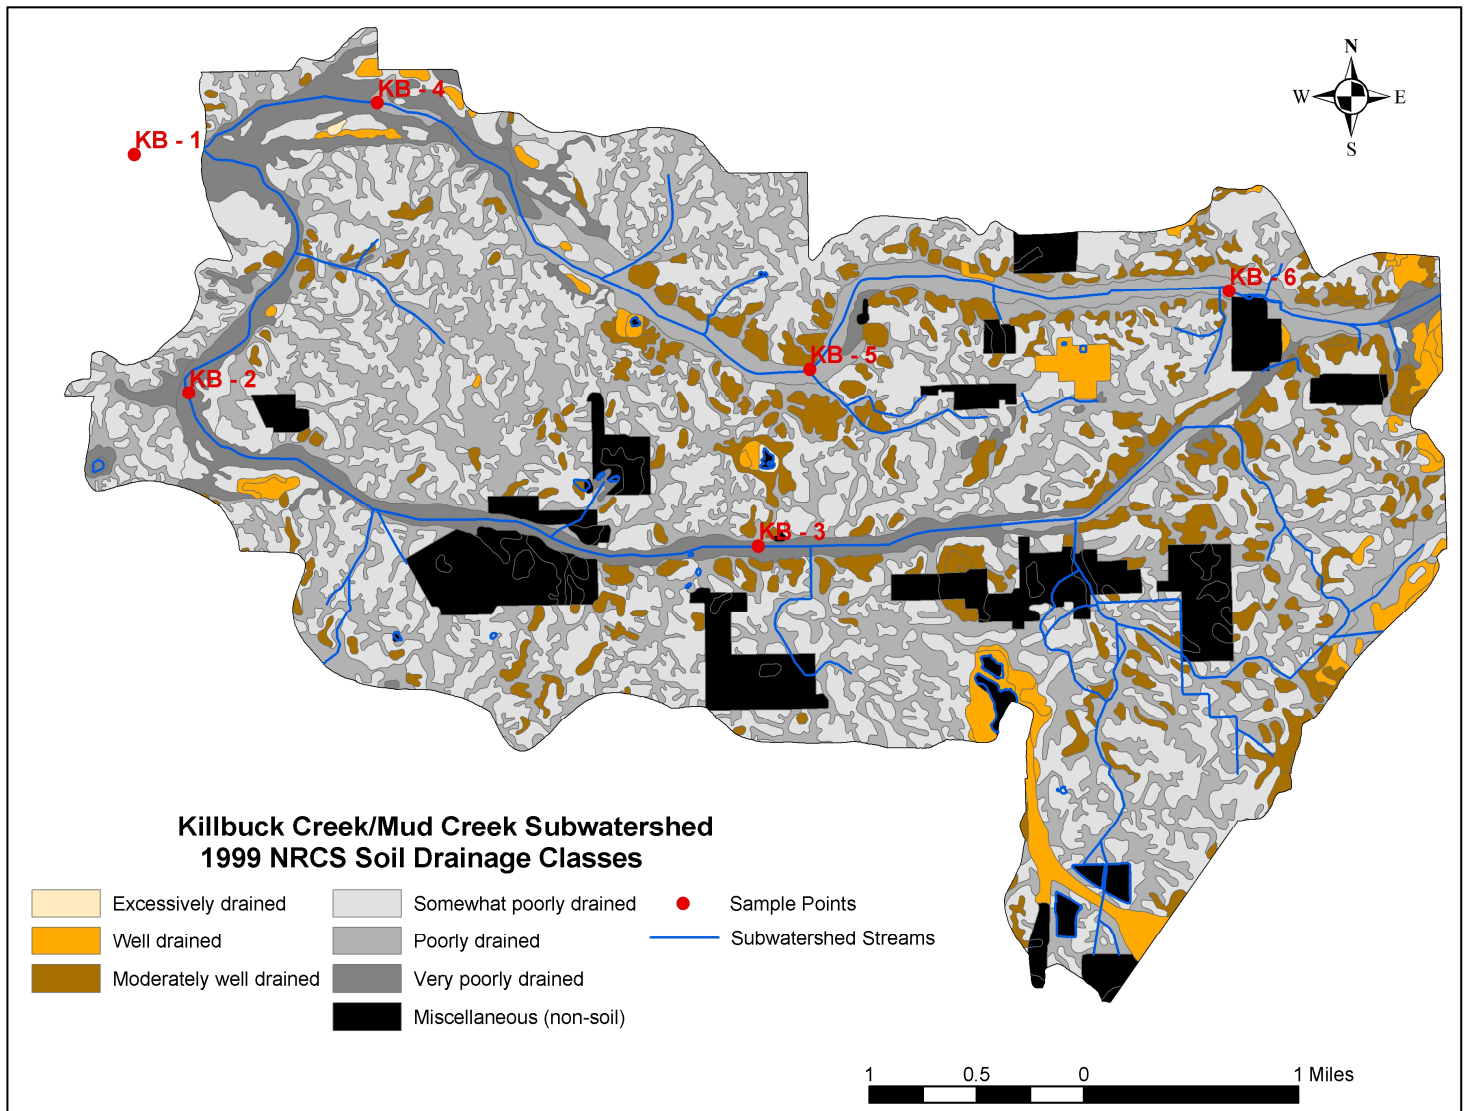 N
W E
S
KB - 4
KB - 1
KB - 6
KB - 5
KB - 2
KB - 3
Killbuck Creek/Mud Creek Subwatershed
1999 NRCS Soil Drainage Classes
Excessively drained
Well drained
Moderately well drained
Somewhat poorly drained
Poorly drained
Very poorly drained
Miscellaneous (non-soil)
Sample Points
Subwatershed Streams
1 0.5 0 1 Miles